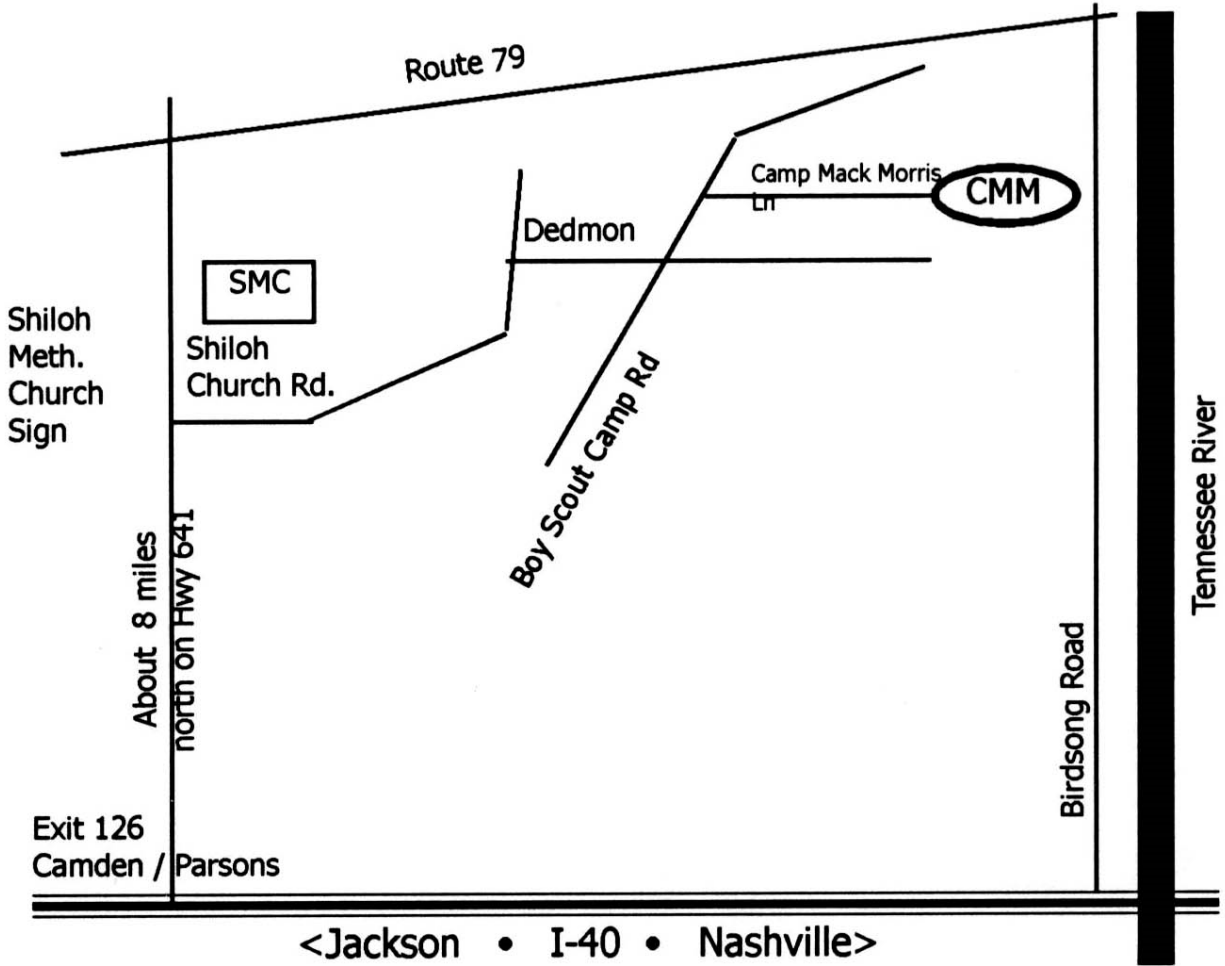 Route 79
Camp Mack Morris
Ln
CMM
Dedmon
SMC
Shiloh
Meth.
Church
Sign
Shiloh
Church Rd.
Boy Scout Camp Rd
Tennessee River
About 8 miles
north on Hwy 641
Birdsong Road
Exit 126
Camden / Parsons
<Jackson • I-40 • Nashville>